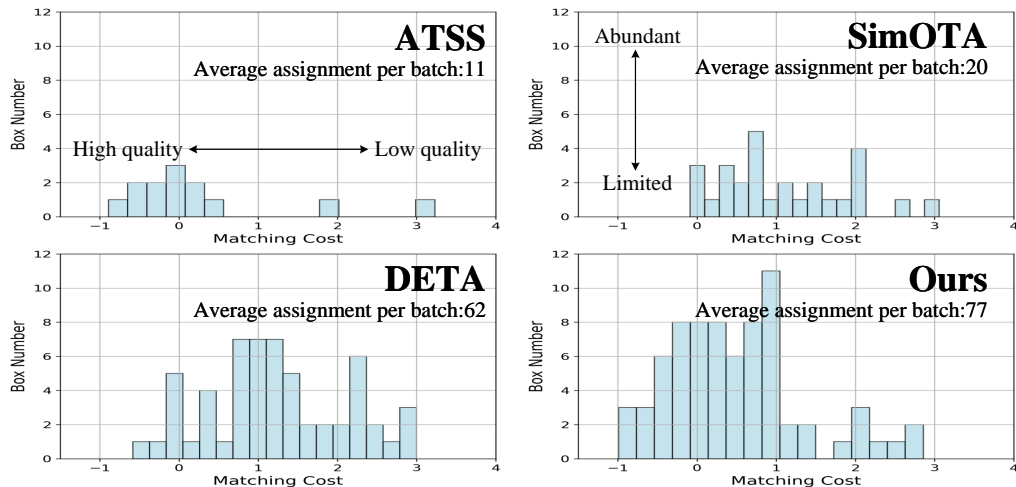 12
10
8
6
4
2
0
Box Number
ATSS
Average assignment per batch:11
High quality
Low quality
−1 0 1 2 3 4
Matching Cost
12
10
8
6
4
2
0
Box Number
SimOTA
Average assignment per batch:20
Abundant
Limited
−1 0 1 2 3 4
Matching Cost
12
10
8
6
4
2
0
Box Number
DETA
Average assignment per batch:62
−1 0 1 2 3 4
Matching Cost
12
10
8
6
4
2
0
Box Number
Ours
Average assignment per batch:77
−1 0 1 2 3 4
Matching Cost